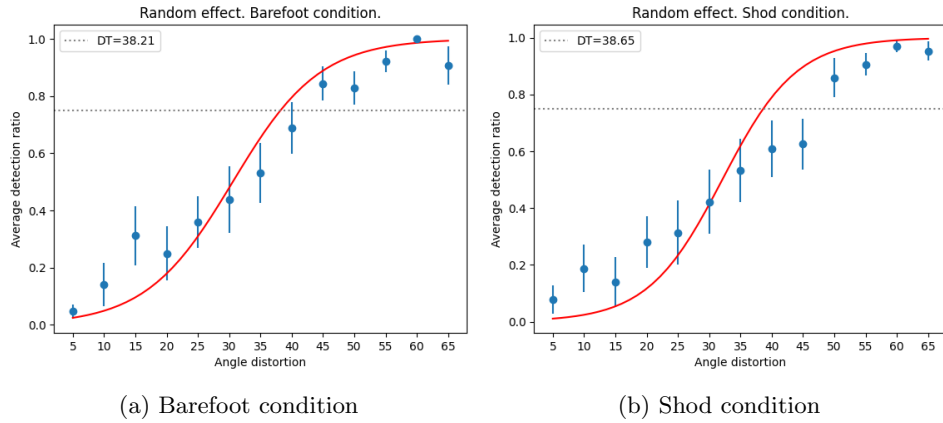 Random effect. Barefoot condition.
DT=38.21
1.0
0.8
0.6
0.4
0.2
0.0
Average detection ratio
5 10 15 20 25 30 35 40 45 50 55 60 65
Angle distortion
(a) Barefoot condition
Random effect. Shod condition.
DT=38.65
1.0
0.8
0.6
0.4
0.2
0.0
Average detection ratio
5 10 15 20 25 30 35 40 45 50 55 60 65
Angle distortion
(b) Shod condition